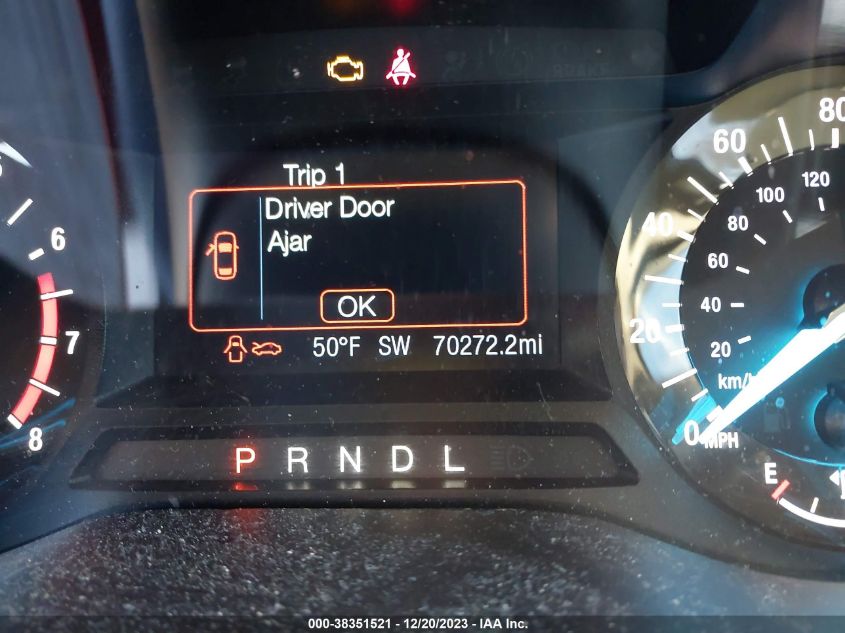 Trip 1
Driver Door
Ajar
OK
50°F SW 70272.2mi
P R N D L
6
7
8
0
20
40
60
80
20
40
60
80
100
120
km/h
MPH
E
000-38351521 - 12/20/2023 - IAA Inc.